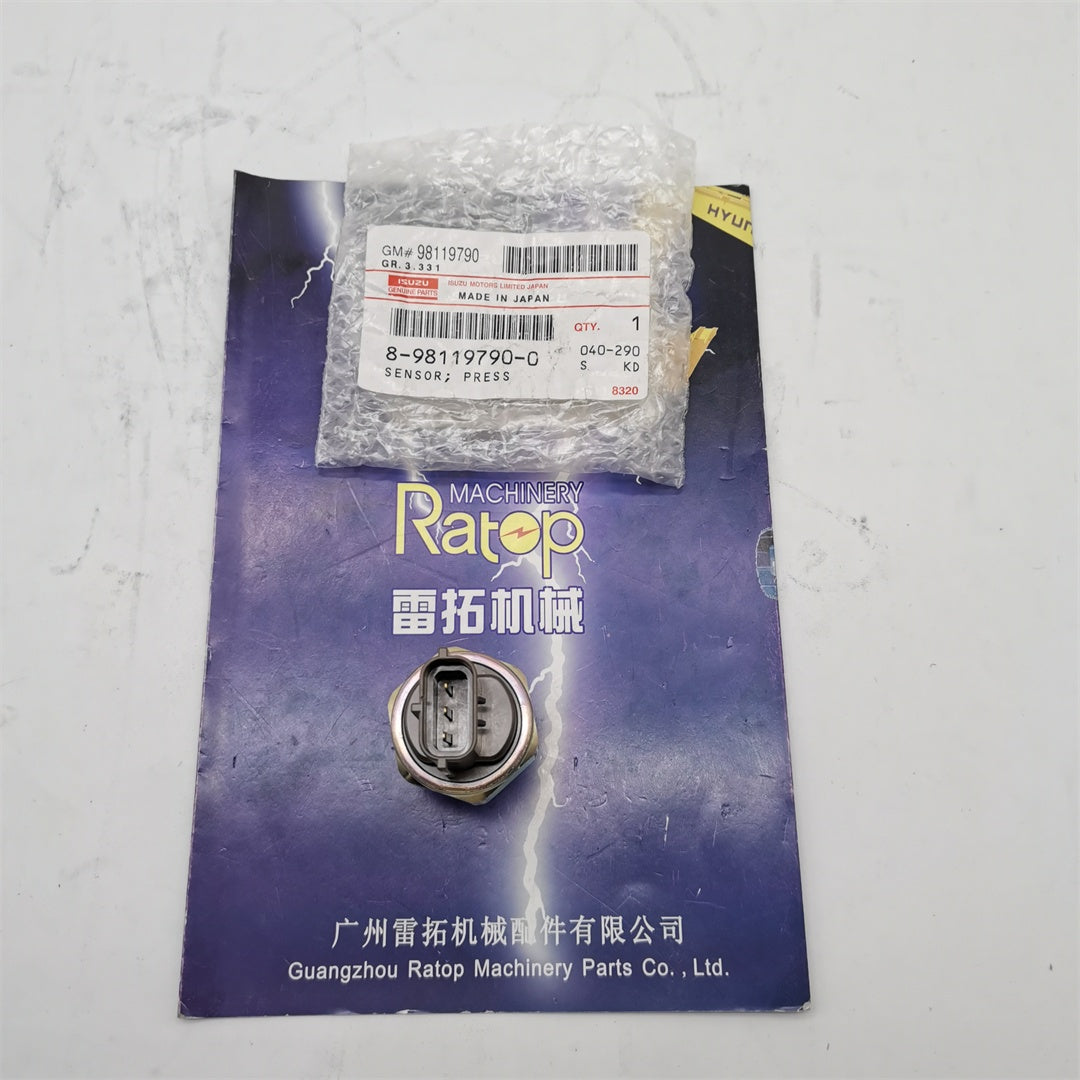 HYUN
GM# 98119790
GR.3.331
ISUZU
GENUINE PARTS
ISUZU MOTORS LIMITED JAPAN
MADE IN JAPAN
QTY. 1
8-98119790-0
040-290
SENSOR; PRESS
S KD
8320
MACHINERY
Ratop
雷拓机械
广州雷拓机械配件有限公司
Guangzhou Ratop Machinery Parts Co. , Ltd.